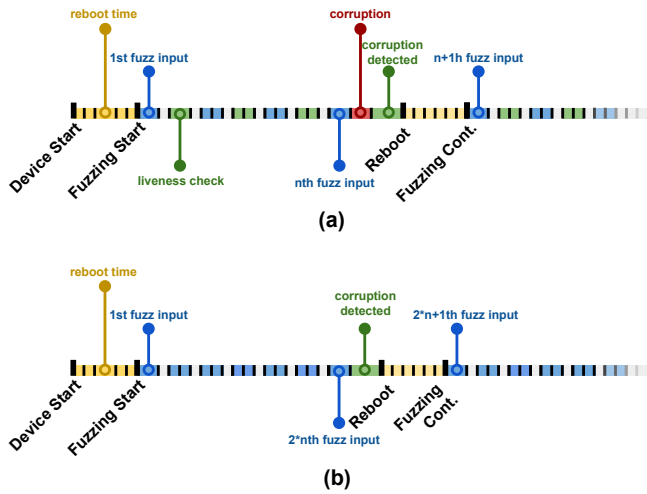 reboot time
corruption
1st fuzz input
corruption
detected
n+1h fuzz input
Device Start
Fuzzing Start
liveness check
nth fuzz input
Reboot
Fuzzing Cont.
(a)
reboot time
1st fuzz input
corruption
detected
2*n+1th fuzz input
Device Start
Fuzzing Start
2*nth fuzz input
Reboot
Fuzzing
Cont.
(b)